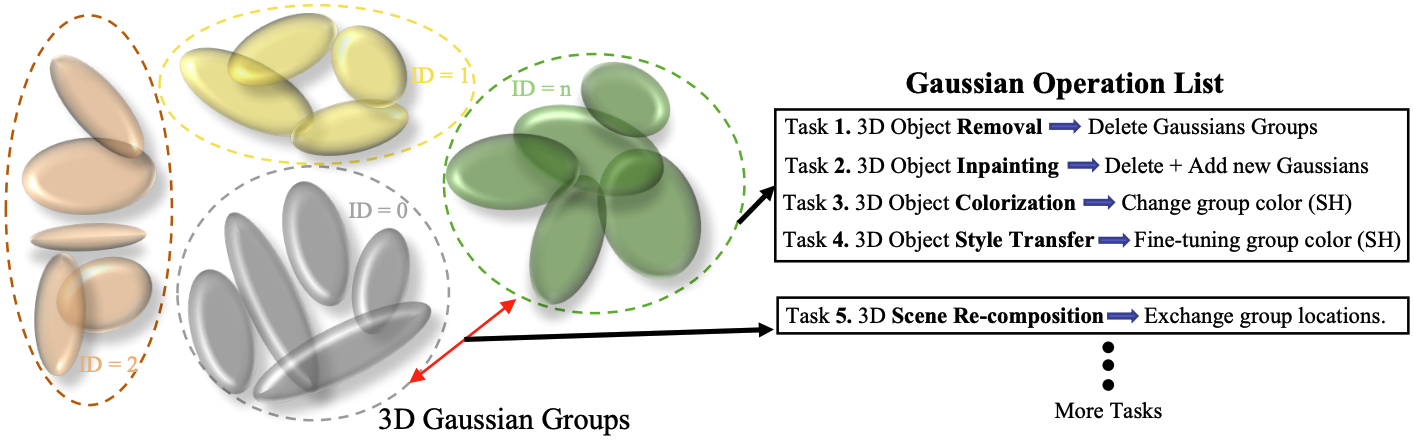 ID = 1
ID = n
ID = 0
ID = 2
3D Gaussian Groups
Gaussian Operation List
Task 1. 3D Object Removal Delete Gaussians Groups
Task 2. 3D Object Inpainting Delete + Add new Gaussians
Task 3. 3D Object Colorization Change group color (SH)
Task 4. 3D Object Style Transfer Fine-tuning group color (SH)
Task 5. 3D Scene Re-composition Exchange group locations.
More Tasks